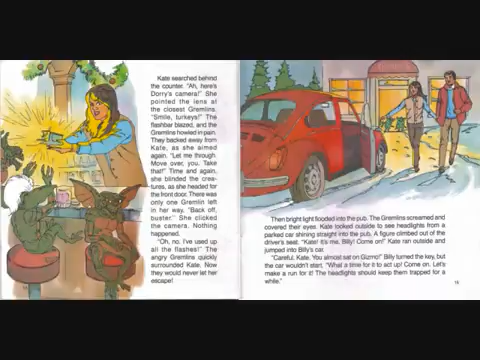 Kate searched behind
the counter. "Ah, here's
Dorry's camera!" She
pointed the lens at
the closest Gremlins.
"Smile, turkeys!" The
flashbar blazed, and the
Gremlins howled in pain.
They backed away from
Kate, as she aimed
again. "Let me through.
Move over, you. Take
that!" Time and again,
she blinded the crea-
tures, as she headed for
the front door. There was
only one Gremlin left
in her way. "Back off,
buster." She clicked
the camera. Nothing
happened.
"Oh, no. I've used up
all the flashes!" The
angry Gremlins quickly
surrounded Kate. Now
they would never let her
escape!
Then bright light flooded into the pub. The Gremlins screamed and
covered their eyes. Kate looked outside to see headlights from a
parked car shining straight into the pub. A figure climbed out of the
driver's seat. "Kate! It's me, Billy! Come on!" Kate ran outside and
jumped into Billy's car.
"Careful, Kate. You almost sat on Gizmo!" Billy turned the key, but
the car wouldn't start. "What a time for it to act up! Come on. Let's
make a run for it! The headlights should keep them trapped for a
while."